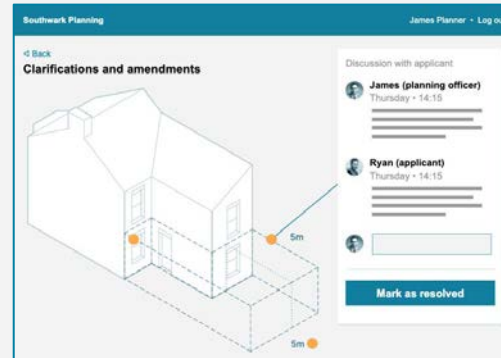 Southwark Planning
James Planner • Log out
Back
Clarifications and amendments
Discussion with applicant
James (planning officer)
Thursday • 14:15
Ryan (applicant)
Thursday • 14:15
5m
Mark as resolved
5m